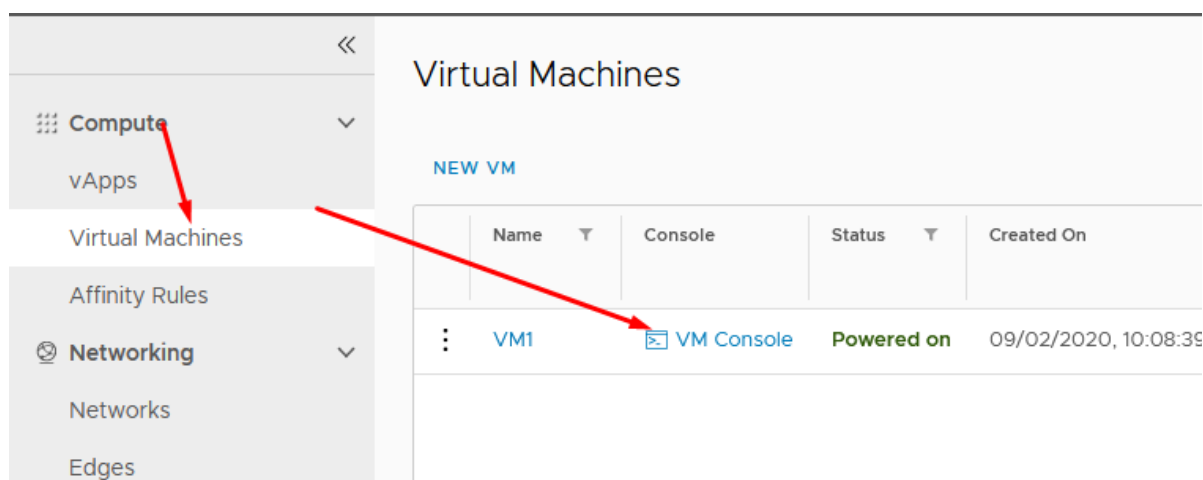 Compute
vApps
Virtual Machines
Affinity Rules
Networking
Networks
Edges
Virtual Machines
NEW VM
Name Console Status Created On
VM1 VM Console Powered on 09/02/2020, 10:08:39